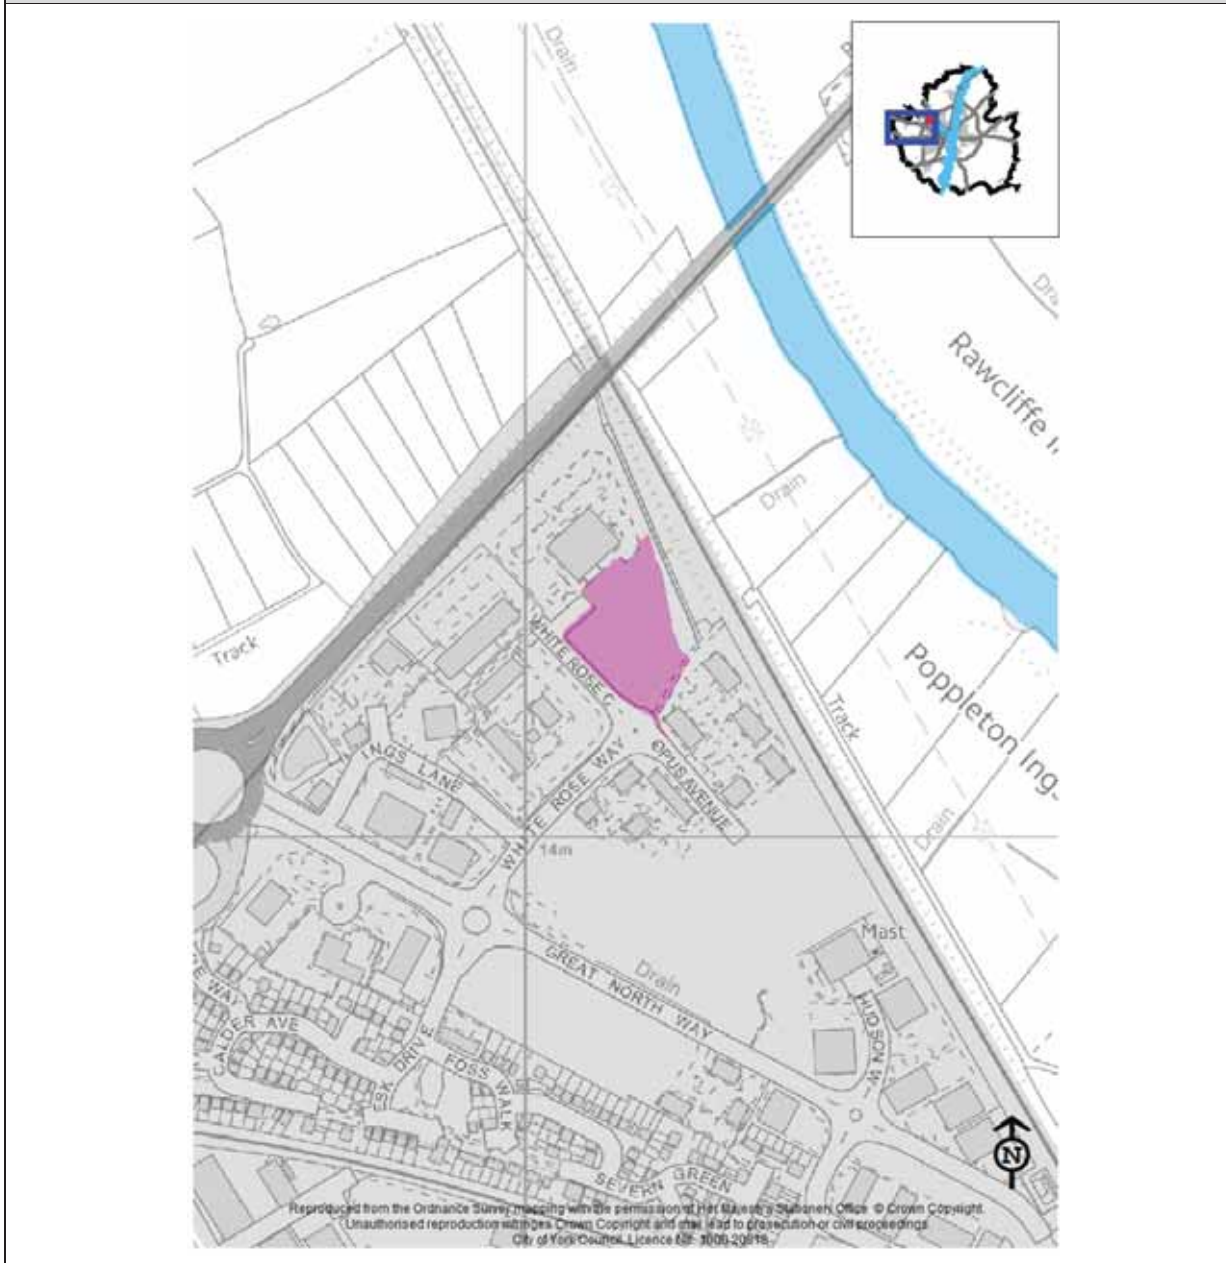 Drain
Rawcliffe
Dra
Drain
Track
WHITE ROSE C
Poppleton Ing
Track
INGS LANE
WHITE ROSE WAY
OPUS AVENUE
Drain
14m
Mast
Drain
GREAT NORTH WAY
HUDSON W
E WAY
CALDER AVE
ESK DRIVE
FOSS WALK
SEVERN GREEN
N
Reproduced from the Ordnance Survey mapping with the permission of Her Majesty's Stationery Office © Crown Copyright.
Unauthorised reproduction infringes Crown Copyright and may lead to prosecution or civil proceedings
City of York Council, Licence No. 1000 20818